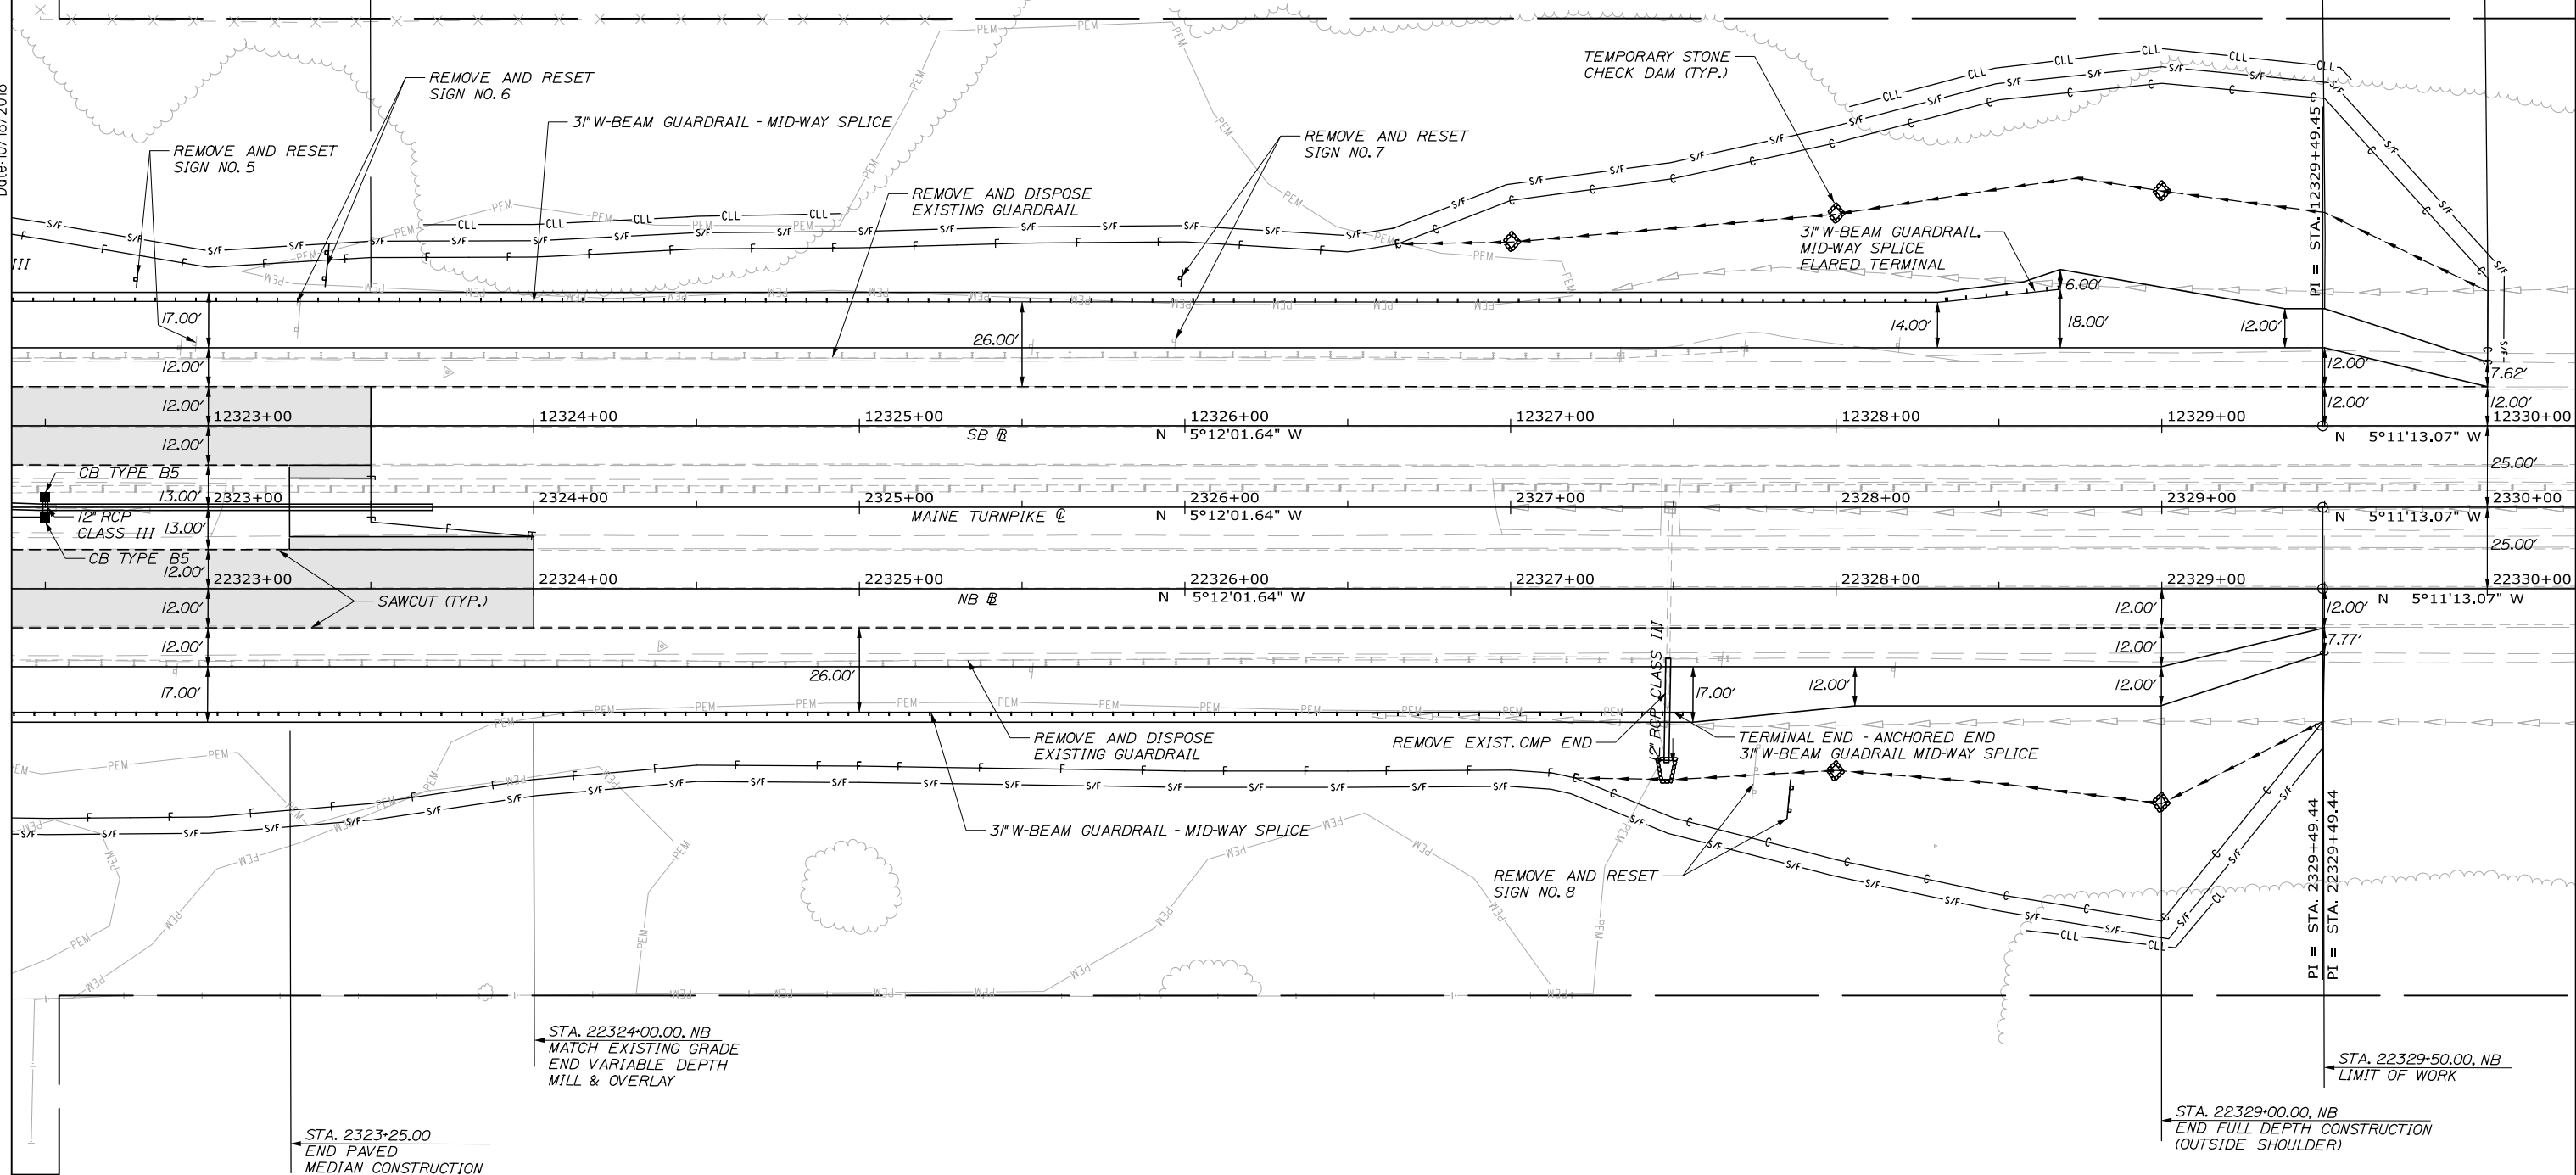 REMOVE AND RESET
SIGN NO. 6
31" W-BEAM GUARDRAIL - MID-WAY SPLICE
REMOVE AND RESET
SIGN NO. 5
REMOVE AND DISPOSE
EXISTING GUARDRAIL
REMOVE AND RESET
SIGN NO. 7
TEMPORARY STONE
CHECK DAM (TYP.)
31" W-BEAM GUARDRAIL,
MID-WAY SPLICE
FLARED TERMINAL
PI = STA. 12329+49.45
III
17.00'
26.00'
14.00'
6.00'
18.00'
12.00'
12.00'
12.00'
7.62'
12.00'
12.00'
12.00'
12323+00
12324+00
12325+00
12326+00
12327+00
12328+00
12329+00
12330+00
SB BL
N 5°12'01.64" W
N 5°11'13.07" W
12.00'
25.00'
CB TYPE B5
13.00'
2323+00
2324+00
2325+00
2326+00
2327+00
2328+00
2329+00
2330+00
12" RCP
CLASS III
13.00'
MAINE TURNPIKE CL
N 5°12'01.64" W
N 5°11'13.07" W
CB TYPE B5
12.00'
25.00'
22323+00
22324+00
22325+00
22326+00
22327+00
22328+00
22329+00
22330+00
SAWCUT (TYP.)
NB BL
N 5°12'01.64" W
N 5°11'13.07" W
12.00'
12.00'
12.00'
12.00'
12.00'
7.77'
17.00'
26.00'
17.00'
12.00'
12.00'
12" RCP CLASS III
REMOVE AND DISPOSE
EXISTING GUARDRAIL
REMOVE EXIST. CMP END
TERMINAL END - ANCHORED END
31" W-BEAM GUADRAIL MID-WAY SPLICE
31" W-BEAM GUARDRAIL - MID-WAY SPLICE
REMOVE AND RESET
SIGN NO. 8
PI = STA. 2329+49.44
PI = STA. 22329+49.44
STA. 22324+00.00, NB
MATCH EXISTING GRADE
END VARIABLE DEPTH
MILL & OVERLAY
STA. 22329+50.00, NB
LIMIT OF WORK
STA. 22329+00.00, NB
END FULL DEPTH CONSTRUCTION
(OUTSIDE SHOULDER)
STA. 2323+25.00
END PAVED
MEDIAN CONSTRUCTION